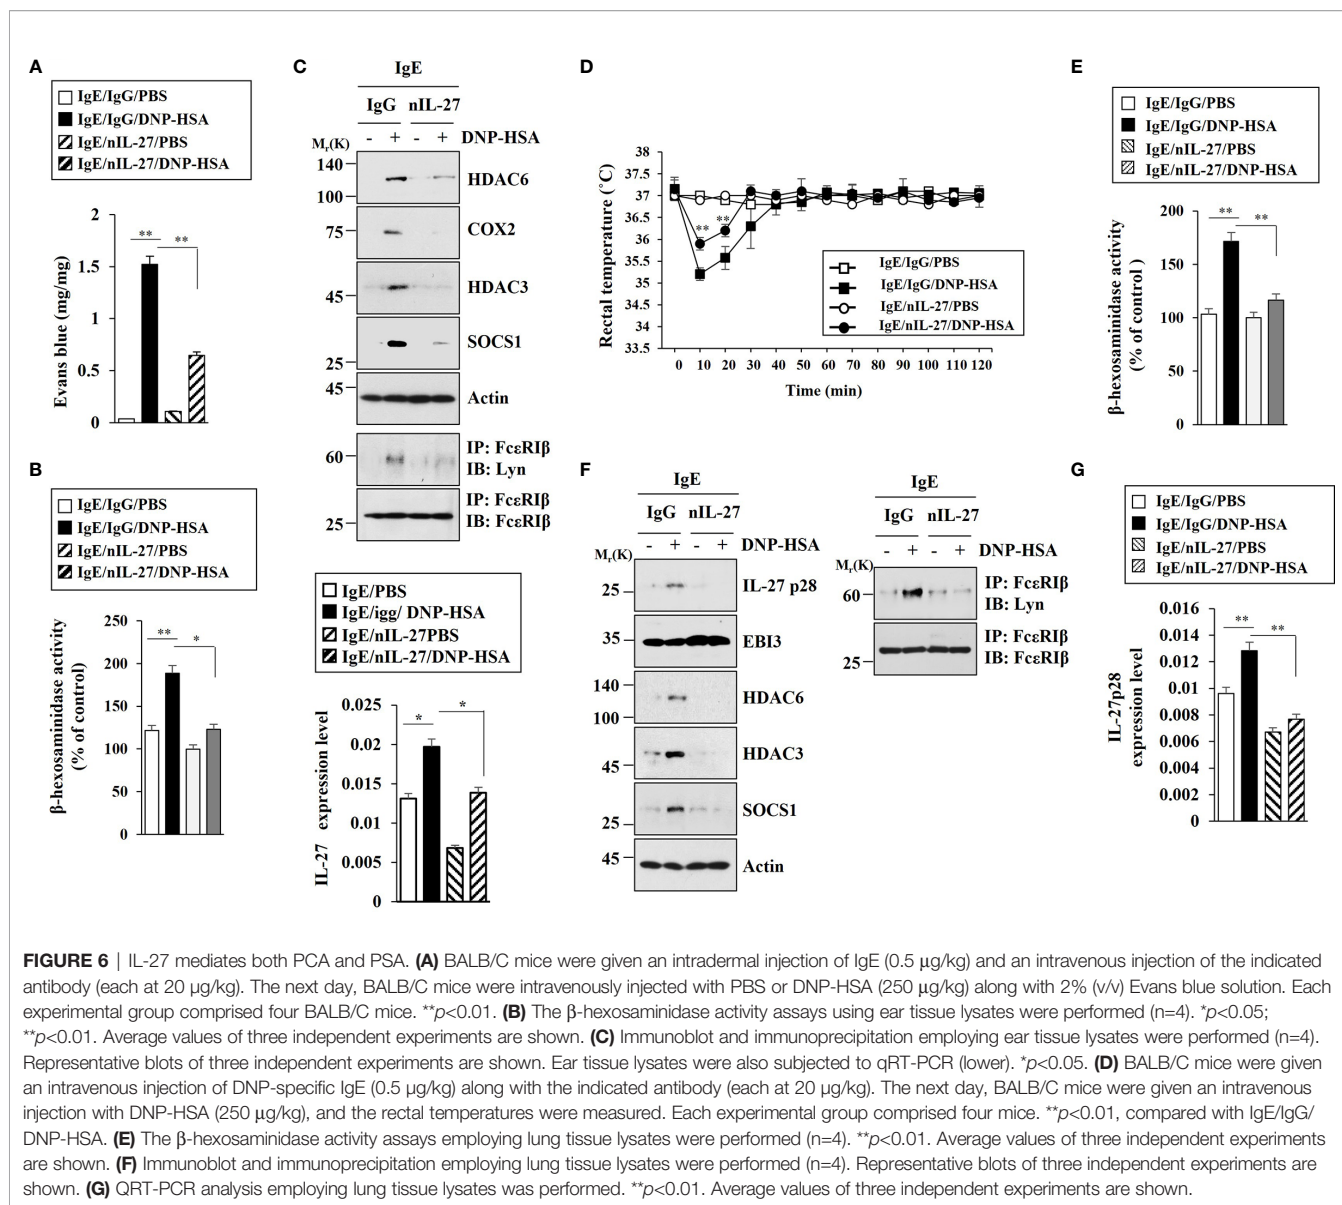 A
IgE/IgG/PBS
IgE/IgG/DNP-HSA
IgE/nIL-27/PBS
IgE/nIL-27/DNP-HSA
Evans blue (mg/mg)
2
1.5
1
0.5
0
**
**
B
IgE/IgG/PBS
IgE/IgG/DNP-HSA
IgE/nIL-27/PBS
IgE/nIL-27/DNP-HSA
β-hexosaminidase activity
(% of control)
250
200
150
100
50
0
**
*
C
IgE
IgG nIL-27
- + - + DNP-HSA
Mr(K)
140
100
HDAC6
75
COX2
45
HDAC3
25
SOCS1
45
Actin
60
IP: FcεRIβ
IB: Lyn
25
IP: FcεRIβ
IB: FcεRIβ
IgE/PBS
IgE/igg/ DNP-HSA
IgE/nIL-27PBS
IgE/nIL-27/DNP-HSA
IL-27 expression level
0.025
0.02
0.015
0.01
0.005
0
*
*
D
Rectal temperature (˚C)
38
37
36
35.5
35
34.5
34
33.5
**
**
IgE/IgG/PBS
IgE/IgG/DNP-HSA
IgE/nIL-27/PBS
IgE/nIL-27/DNP-HSA
0 10 20 30 40 50 60 70 80 90 100 110 120
Time (min)
E
IgE/IgG/PBS
IgE/IgG/DNP-HSA
IgE/nIL-27/PBS
IgE/nIL-27/DNP-HSA
β-hexosaminidase activity
(% of control )
200
150
100
50
0
**
**
F
IgE
IgG nIL-27
- + - + DNP-HSA
Mr(K)
25
IL-27 p28
35
EBI3
140
100
HDAC6
45
HDAC3
25
SOCS1
45
Actin
IgE
IgG nIL-27
- + - + DNP-HSA
Mr(K)
60
IP: FcεRIβ
IB: Lyn
25
IP: FcεRIβ
IB: FcεRIβ
G
IgE/IgG/PBS
IgE/IgG/DNP-HSA
IgE/nIL-27/PBS
IgE/nIL-27/DNP-HSA
IL-27p28
expression level
0.016
0.014
0.012
0.01
0.008
0.006
0.004
0.002
0
**
**
FIGURE 6 | IL-27 mediates both PCA and PSA. (A) BALB/C mice were given an intradermal injection of IgE (0.5 μg/kg) and an intravenous injection of the indicated
antibody (each at 20 μg/kg). The next day, BALB/C mice were intravenously injected with PBS or DNP-HSA (250 μg/kg) along with 2% (v/v) Evans blue solution. Each
experimental group comprised four BALB/C mice. **p<0.01. (B) The β-hexosaminidase activity assays using ear tissue lysates were performed (n=4). *p<0.05;
**p<0.01. Average values of three independent experiments are shown. (C) Immunoblot and immunoprecipitation employing ear tissue lysates were performed (n=4).
Representative blots of three independent experiments are shown. Ear tissue lysates were also subjected to qRT-PCR (lower). *p<0.05. (D) BALB/C mice were given
an intravenous injection of DNP-specific IgE (0.5 μg/kg) along with the indicated antibody (each at 20 μg/kg). The next day, BALB/C mice were given an intravenous
injection with DNP-HSA (250 μg/kg), and the rectal temperatures were measured. Each experimental group comprised four mice. **p<0.01, compared with IgE/IgG/
DNP-HSA. (E) The β-hexosaminidase activity assays employing lung tissue lysates were performed (n=4). **p<0.01. Average values of three independent experiments
are shown. (F) Immunoblot and immunoprecipitation employing lung tissue lysates were performed (n=4). Representative blots of three independent experiments are
shown. (G) QRT-PCR analysis employing lung tissue lysates was performed. **p<0.01. Average values of three independent experiments are shown.